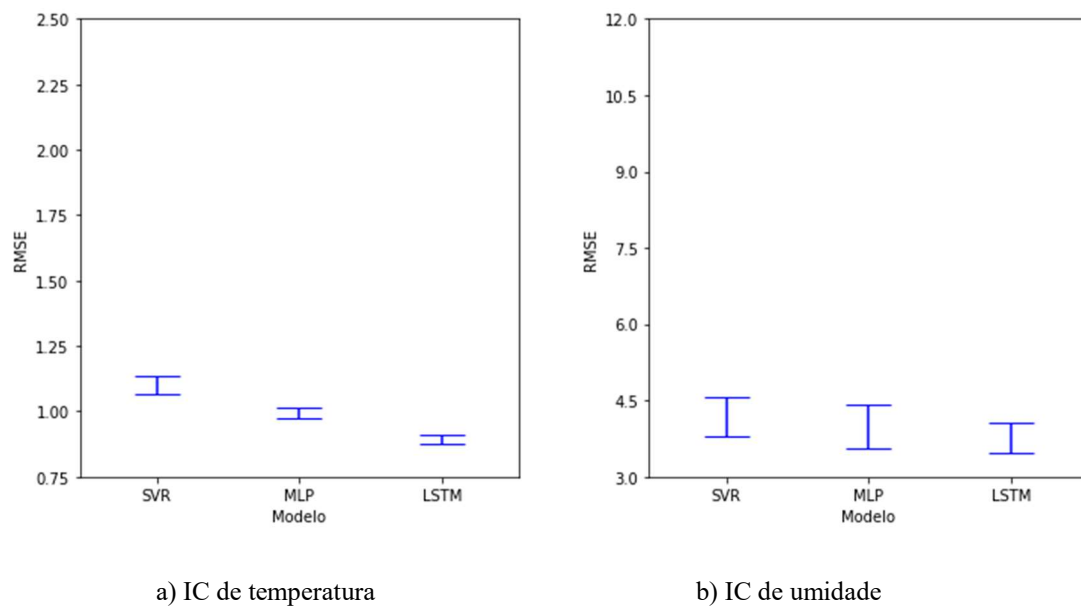 2.50
2.25
2.00
1.75
1.50
1.25
1.00
0.75
RMSE
SVR
MLP
LSTM
Modelo
12.0
10.5
9.0
7.5
6.0
4.5
3.0
RMSE
SVR
MLP
LSTM
Modelo
a) IC de temperatura
b) IC de umidade